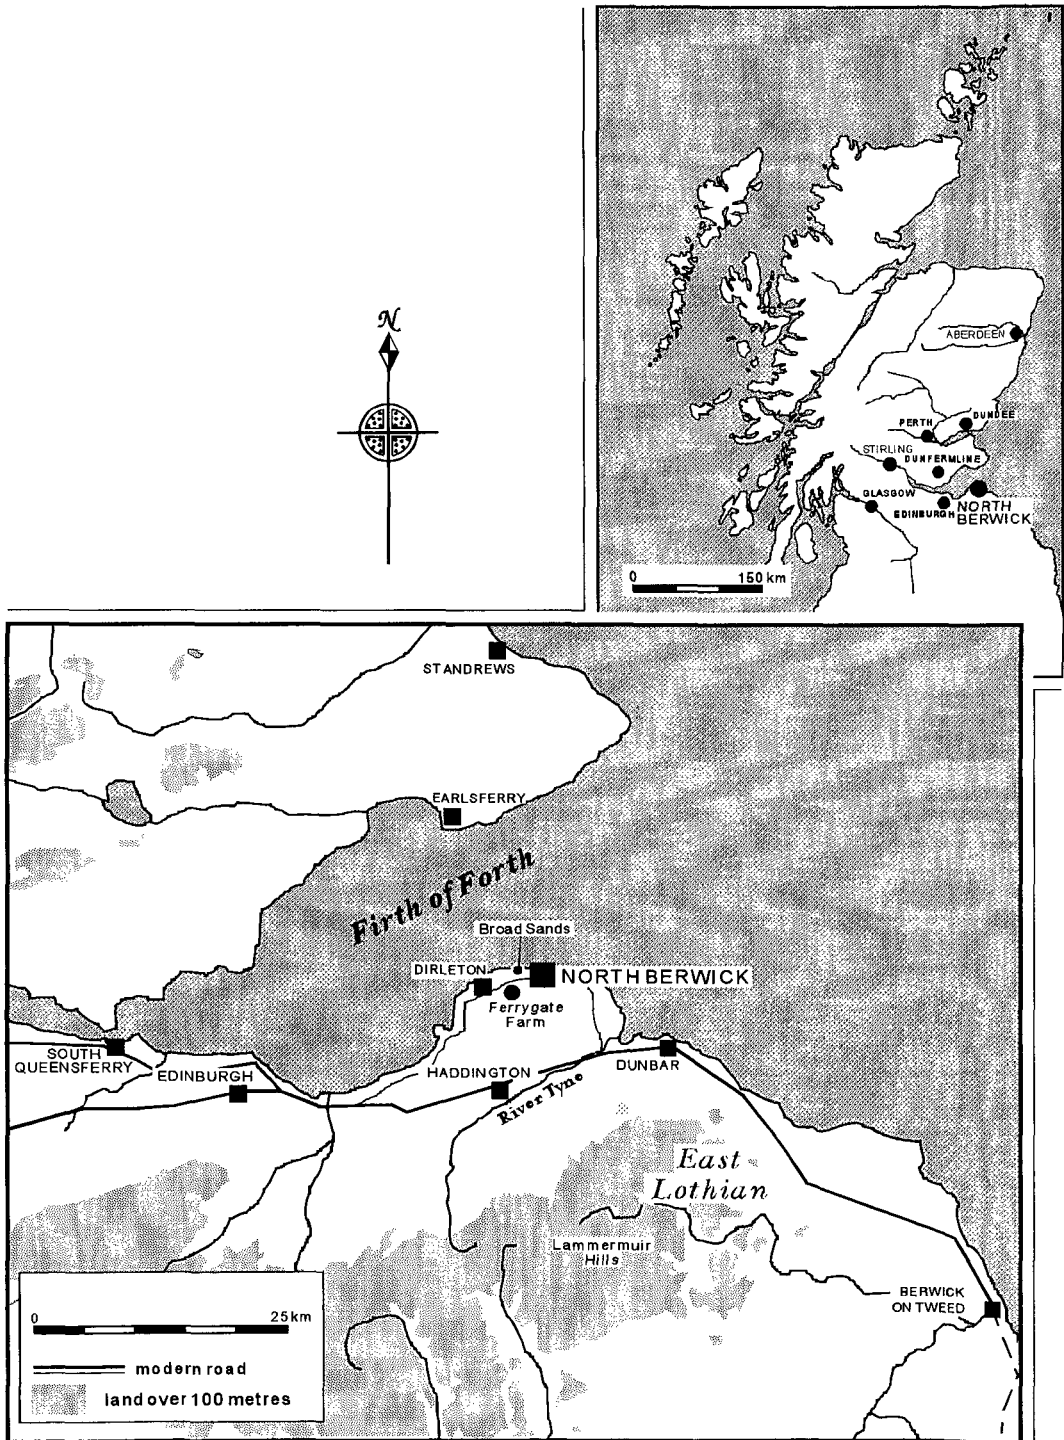 N
ABERDEEN
PERTH
DUNDEE
STIRLING
DUNFERMLINE
GLASGOW
EDINBURGH
NORTH
BERWICK
0 150 km
ST ANDREWS
EARLSFERRY
Firth of Forth
Broad Sands
DIRLETON
NORTH BERWICK
Ferrygate
Farm
SOUTH
QUEENSFERRY
EDINBURGH
HADDINGTON
DUNBAR
River Tyne
East
Lothian
Lammermuir
Hills
BERWICK
ON TWEED
0 25 km
modern road
land over 100 metres